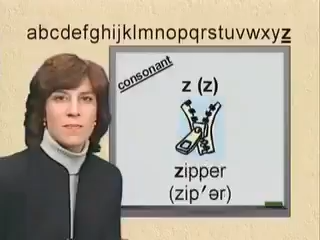 abcdefghijklmnopqrstuvwxyz
consonant
z (z)
zipper
(zip′ər)